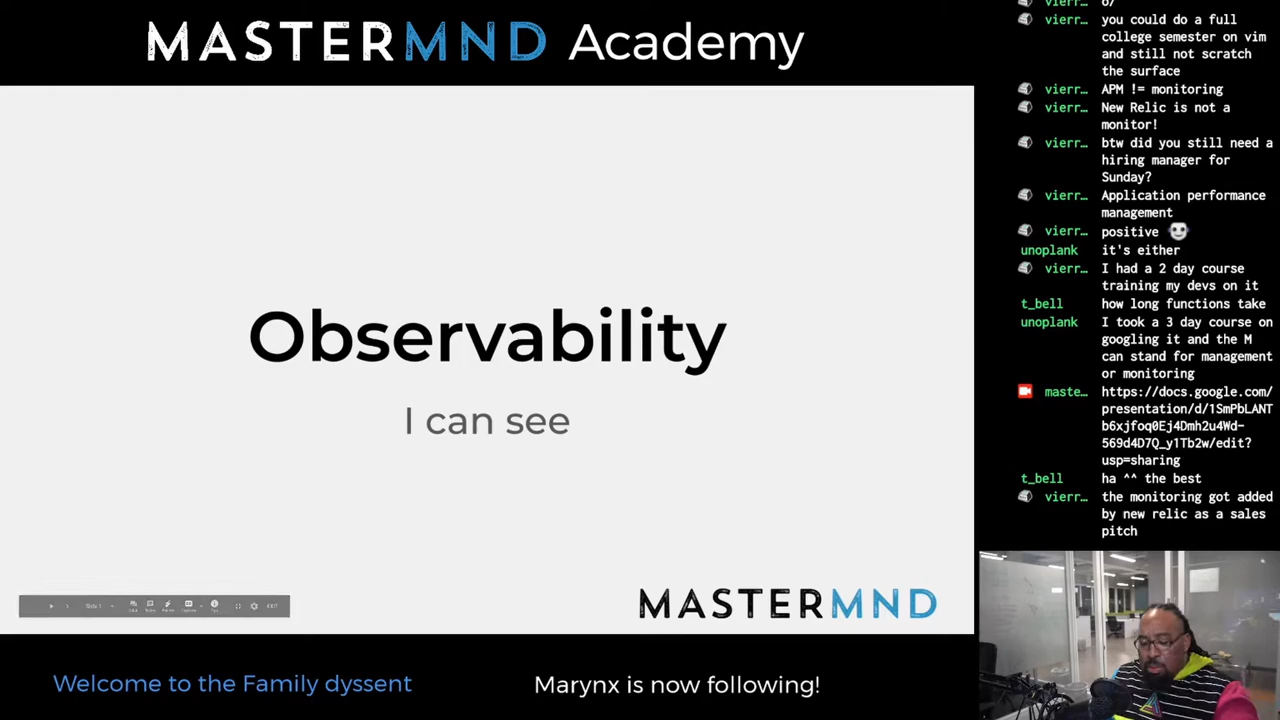 MASTERMND Academy
Observability
I can see
Slide 1
EXIT
MASTERMND
Welcome to the Family dyssent
Marynx is now following!
vierr… o/
vierr… you could do a full
college semester on vim
and still not scratch
the surface
vierr… APM != monitoring
vierr… New Relic is not a
monitor!
vierr… btw did you still need a
hiring manager for
Sunday?
vierr… Application performance
management
vierr… positive
unoplank it's either
vierr… I had a 2 day course
training my devs on it
t_bell how long functions take
unoplank I took a 3 day course on
googling it and the M
can stand for management
or monitoring
maste… https://docs.google.com/
presentation/d/1SmPbLANT
b6xjfoq0Ej4Dmh2u4Wd-
569d4D7Q_y1Tb2w/edit?
usp=sharing
t_bell ha ^^ the best
vierr… the monitoring got added
by new relic as a sales
pitch